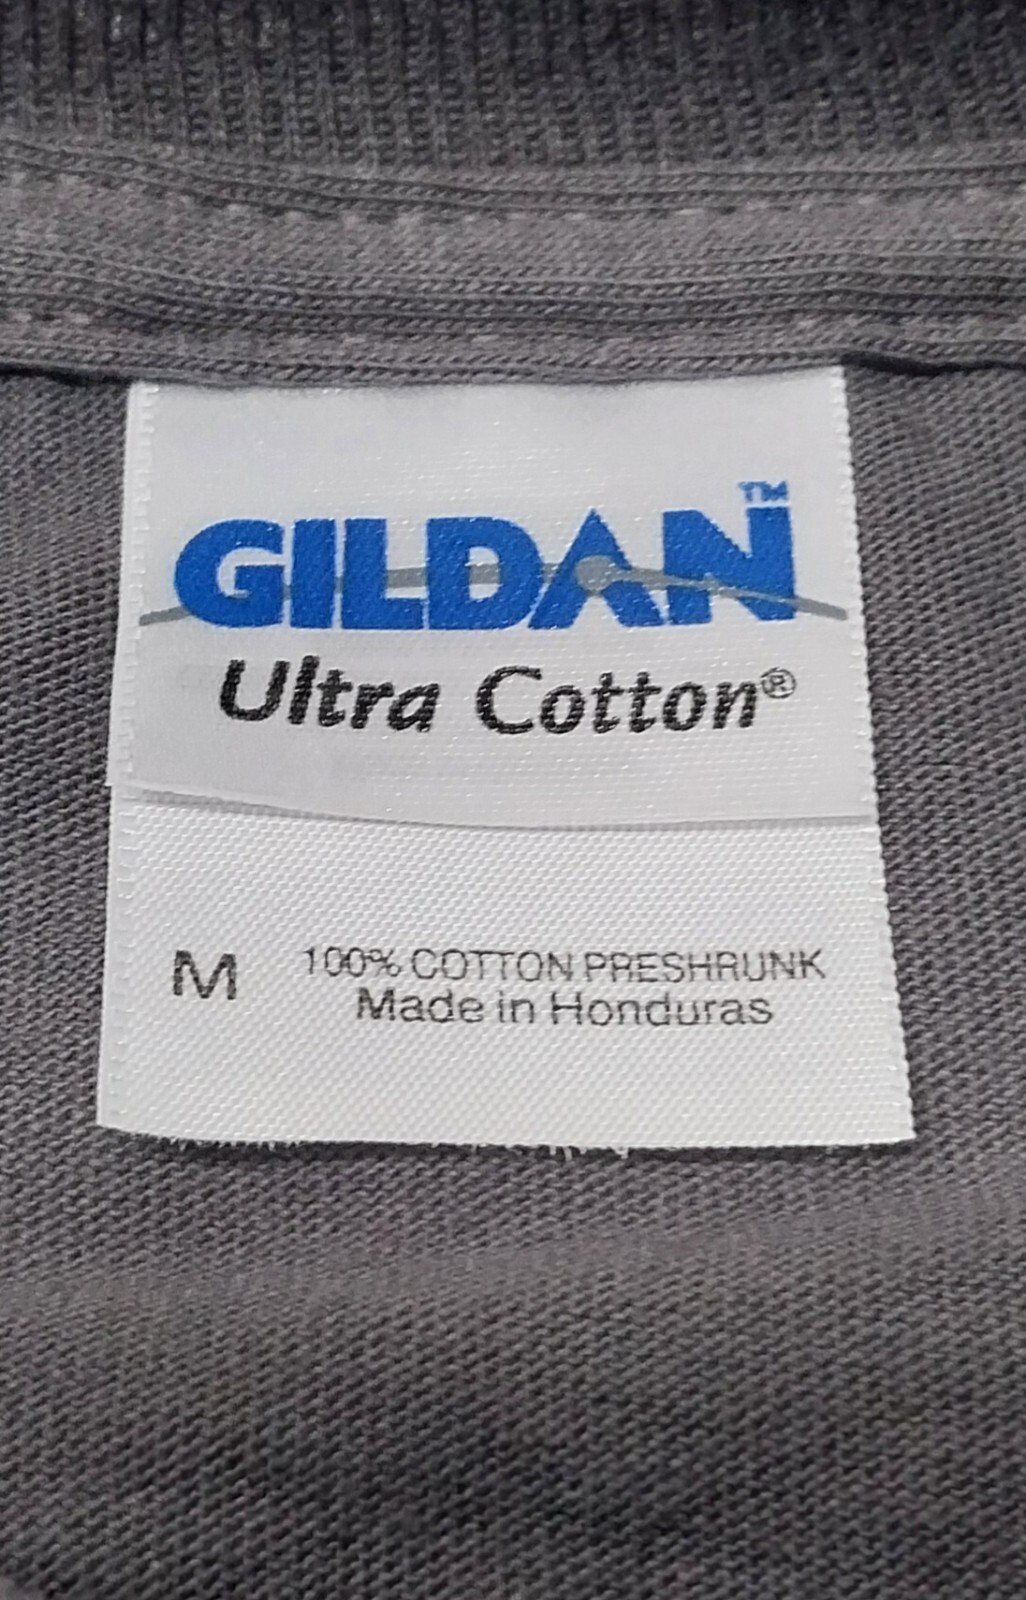 GILDAN™
Ultra Cotton®
M 100% COTTON PRESHRUNK
Made in Honduras